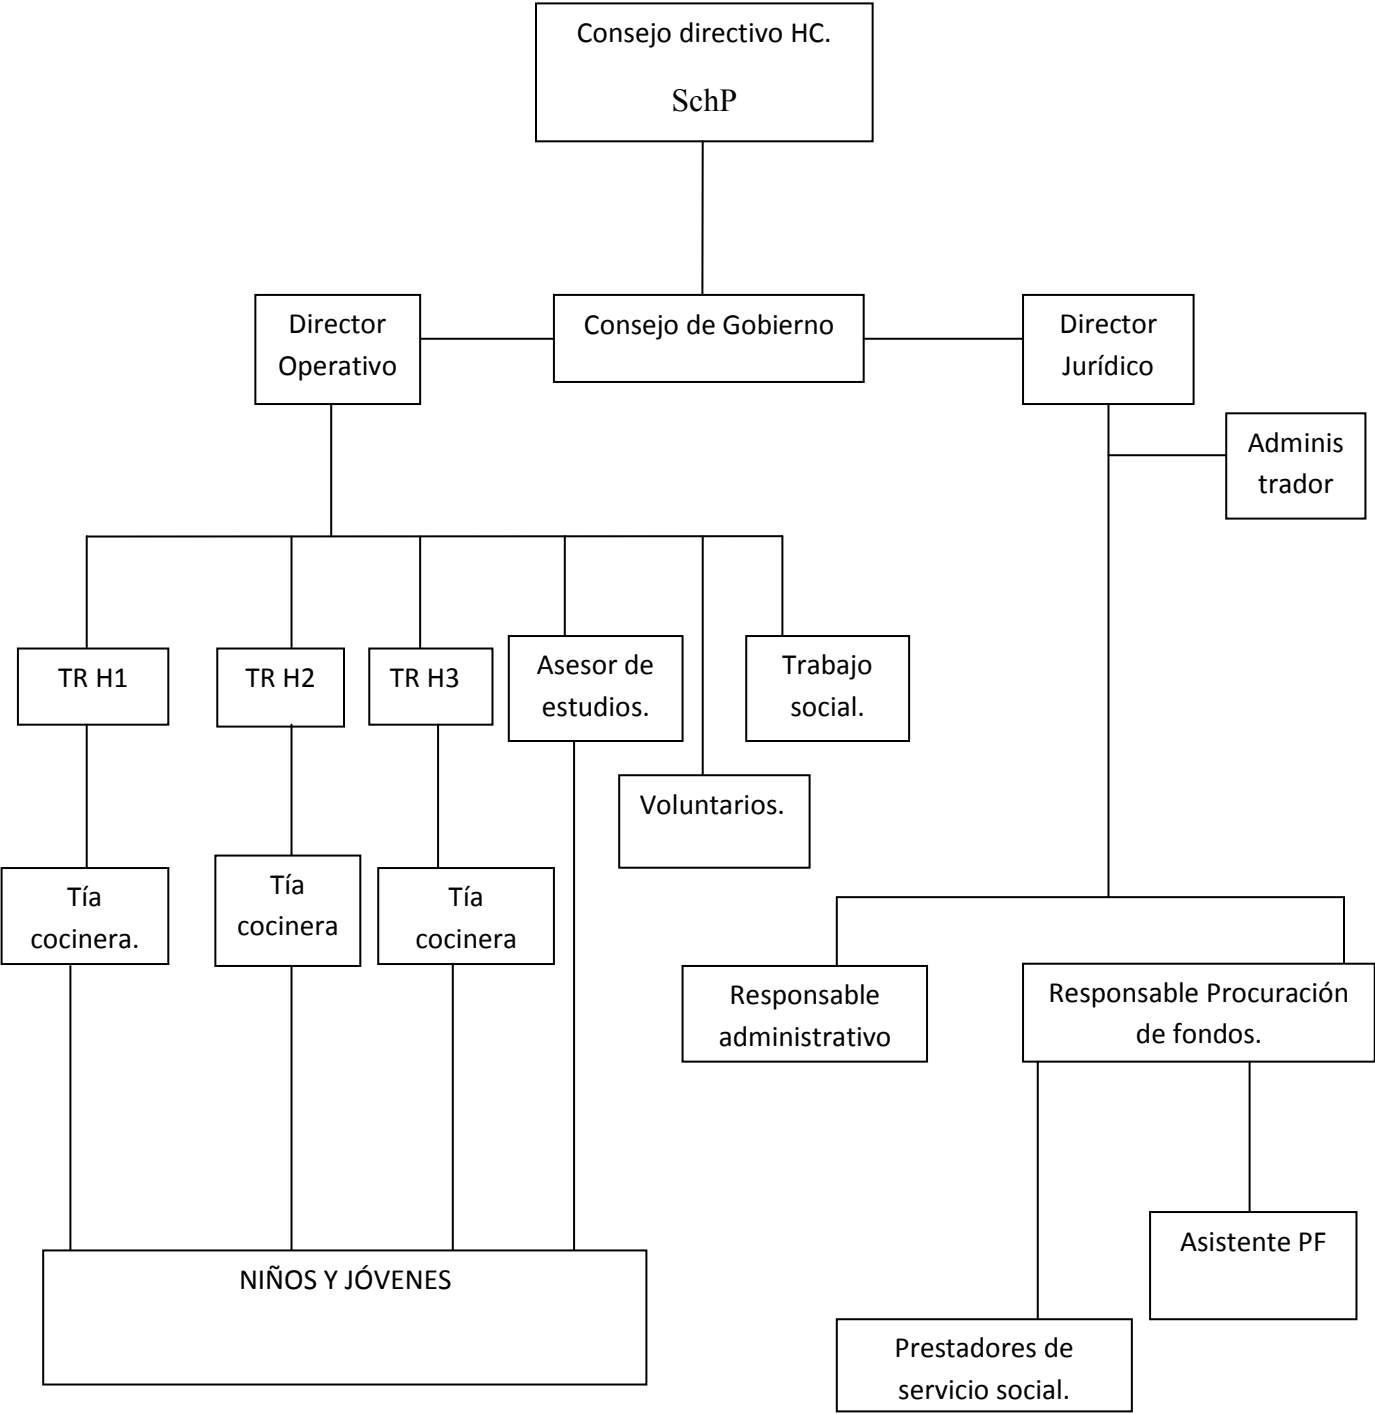 Consejo directivo HC.
SchP
Director
Operativo
Consejo de Gobierno
Director
Jurídico
Adminis
trador
TR H1
TR H2
TR H3
Asesor de
estudios.
Trabajo
social.
Voluntarios.
Tía
cocinera.
Tía
cocinera
Tía
cocinera
Responsable
administrativo
Responsable Procuración
de fondos.
NIÑOS Y JÓVENES
Asistente PF
Prestadores de
servicio social.